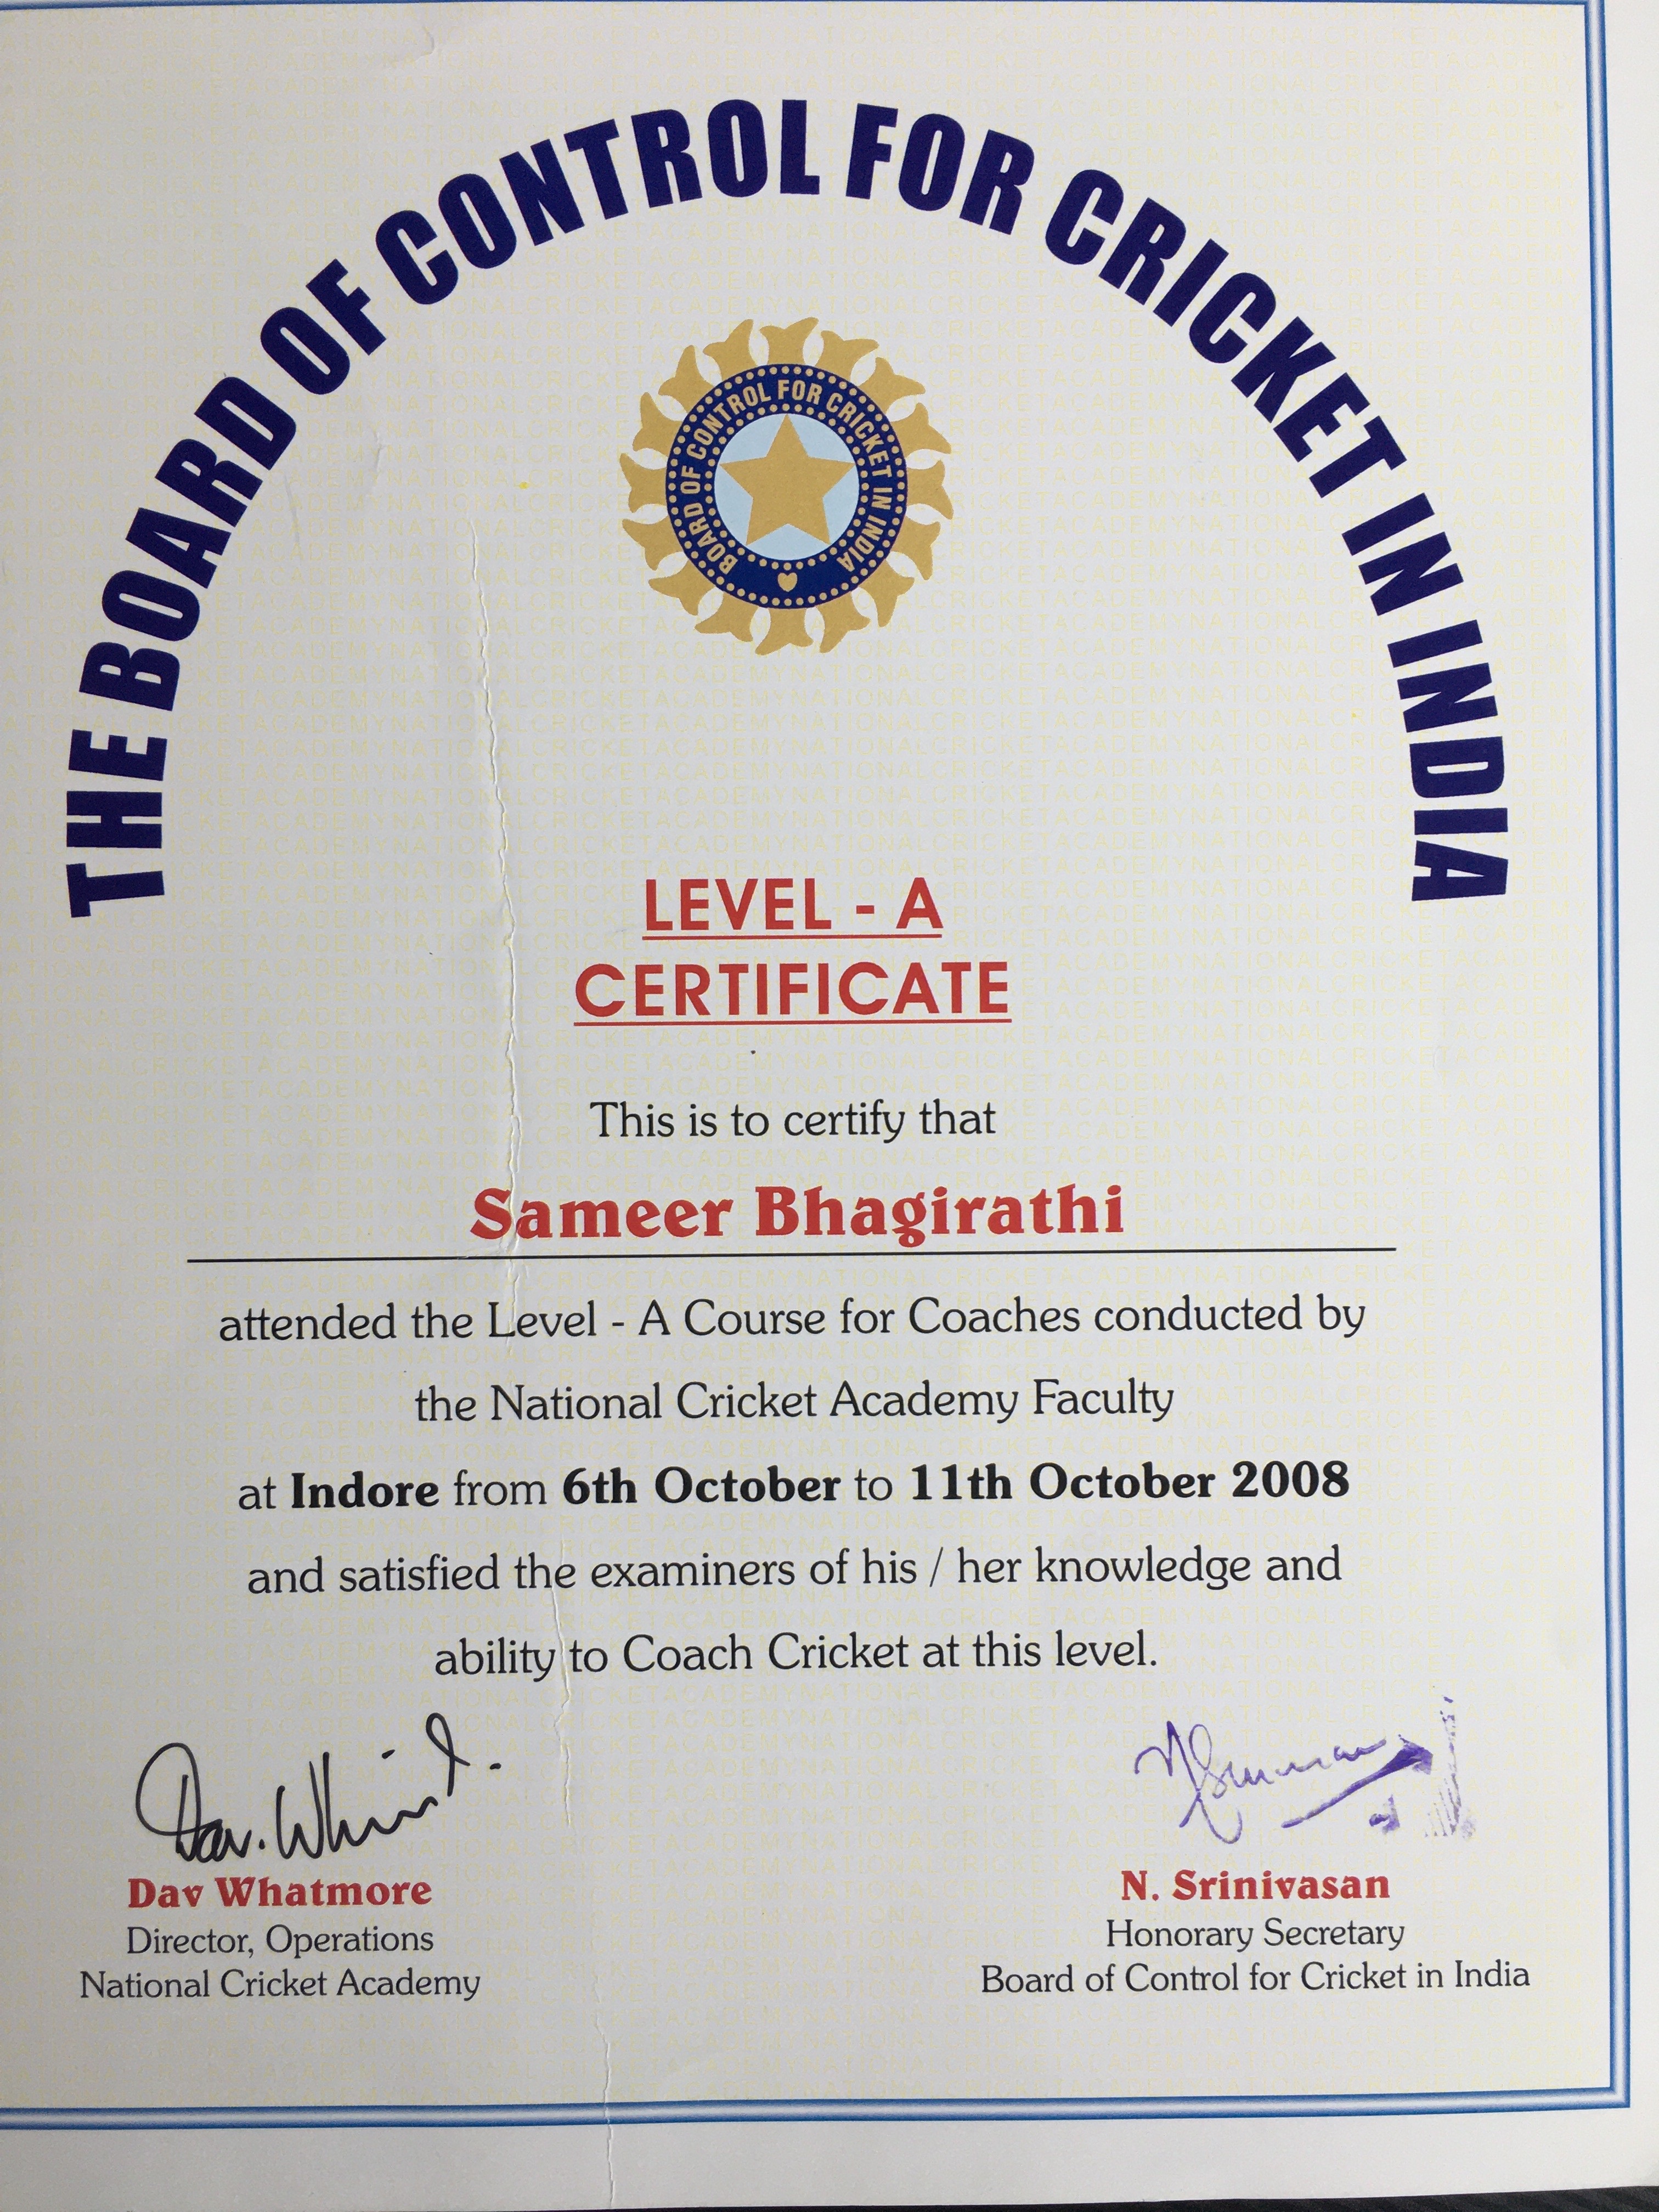 THE BOARD OF CONTROL FOR CRICKET IN INDIA
BOARD OF CONTROL FOR CRICKET IN INDIA
LEVEL - A
CERTIFICATE
This is to certify that
Sameer Bhagirathi
attended the Level - A Course for Coaches conducted by
the National Cricket Academy Faculty
at Indore from 6th October to 11th October 2008
and satisfied the examiners of his / her knowledge and
ability to Coach Cricket at this level.
Dav Whatmore
Director, Operations
National Cricket Academy
N. Srinivasan
Honorary Secretary
Board of Control for Cricket in India